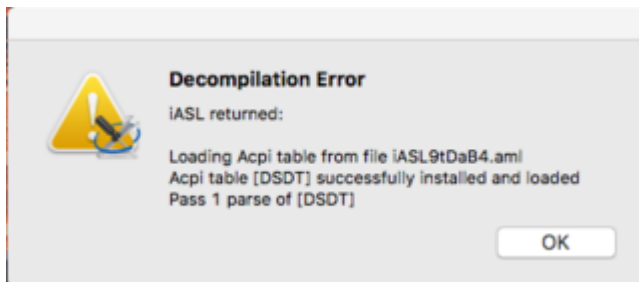 Decompilation Error
iASL returned:
Loading Acpi table from file iASL9tDaB4.aml
Acpi table [DSDT] successfully installed and loaded
Pass 1 parse of [DSDT]
OK